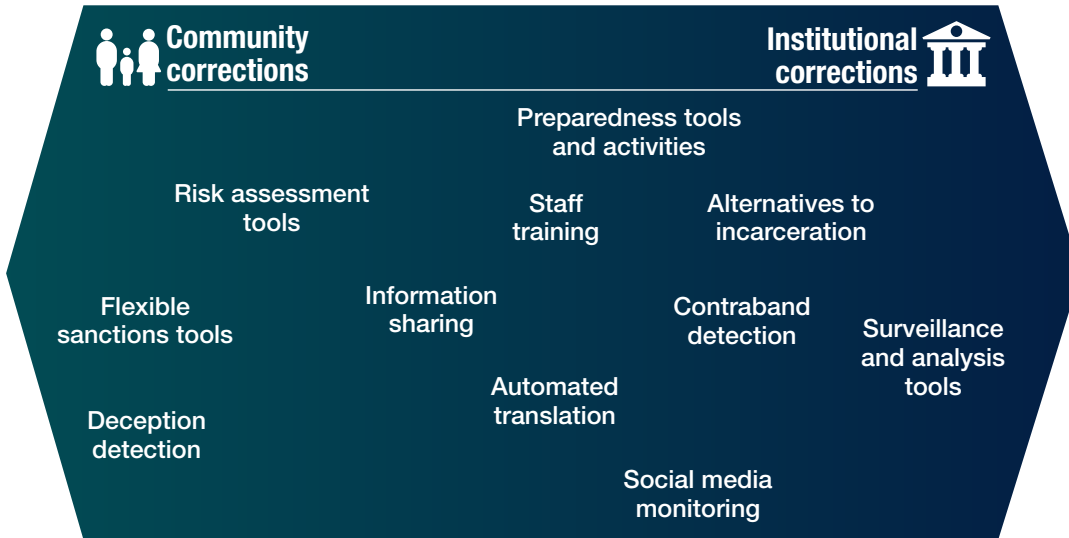 Community
corrections
Institutional
corrections
Preparedness tools
and activities
Risk assessment
tools
Staff
training
Alternatives to
incarceration
Flexible
sanctions tools
Information
sharing
Contraband
detection
Surveillance
and analysis
tools
Automated
translation
Deception
detection
Social media
monitoring